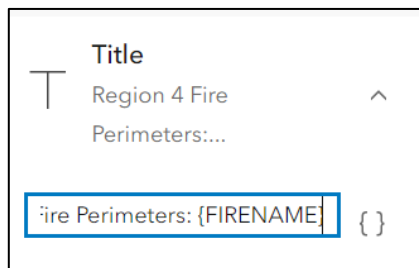 Title
Region 4 Fire
Perimeters:...
Fire Perimeters: {FIRENAME}
{ }